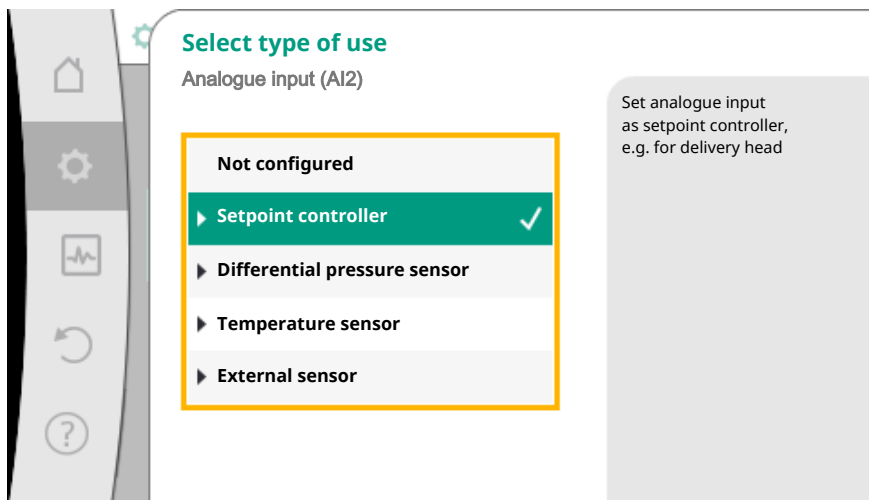 Select type of use
Analogue input (AI2)
Not configured
Setpoint controller
Differential pressure sensor
Temperature sensor
External sensor
Set analogue input
as setpoint controller,
e.g. for delivery head
?